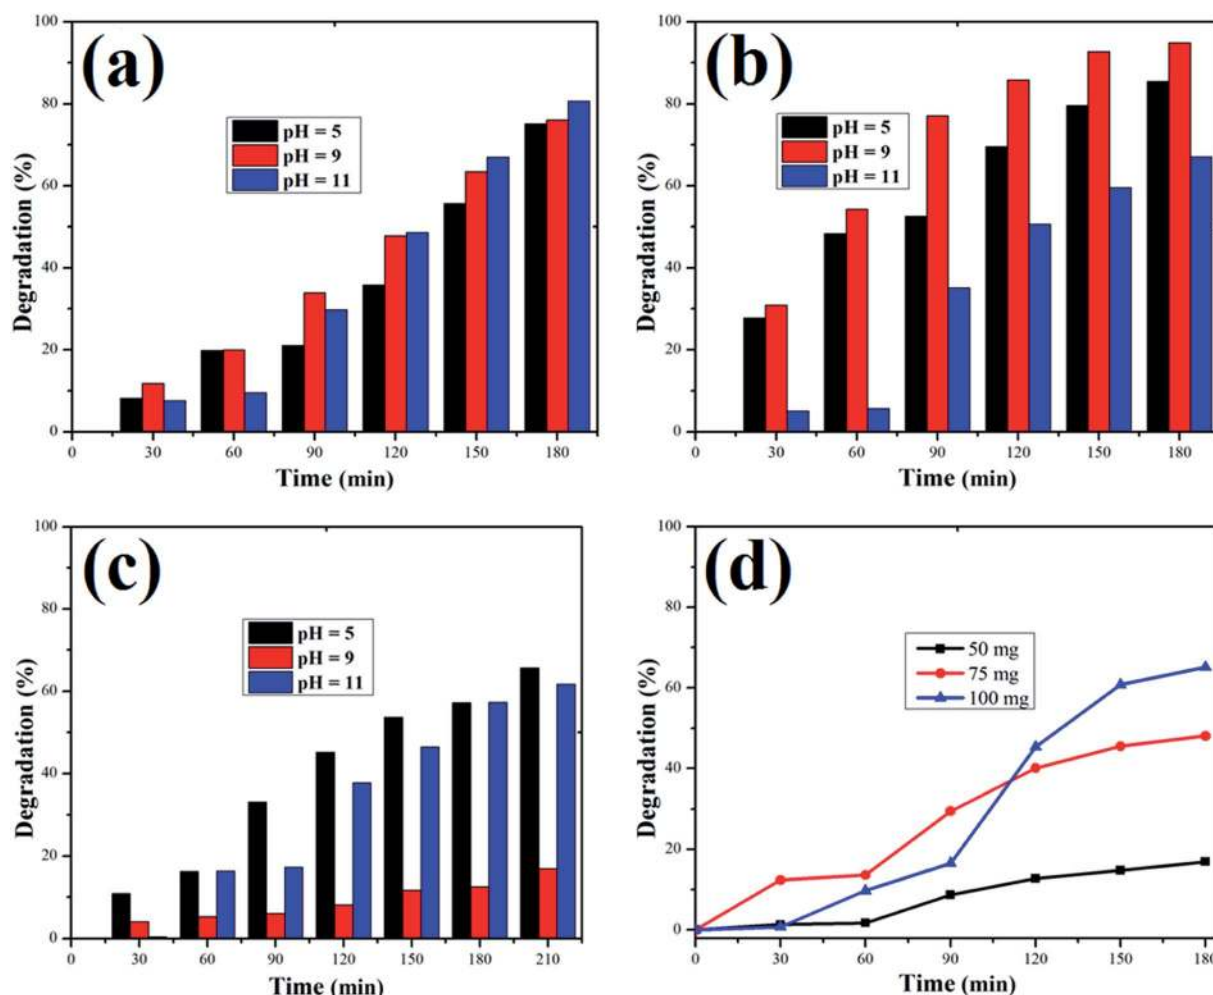 (a)
100
80
60
40
20
0
Degradation (%)
pH = 5
pH = 9
pH = 11
0 30 60 90 120 150 180
Time (min)
(b)
100
80
60
40
20
0
Degradation (%)
pH = 5
pH = 9
pH = 11
0 30 60 90 120 150 180
Time (min)
(c)
100
80
60
40
20
0
Degradation (%)
pH = 5
pH = 9
pH = 11
0 30 60 90 120 150 180 210
Time (min)
(d)
100
80
60
40
20
0
Degradation (%)
50 mg
75 mg
100 mg
0 30 60 90 120 150 180
Time (min)